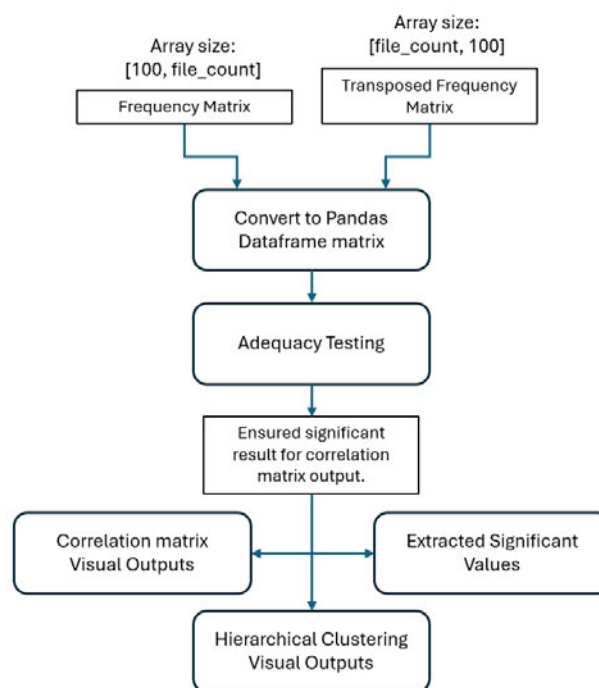 Array size:
[100, file_count]
Array size:
[file_count, 100]
Frequency Matrix
Transposed Frequency
Matrix
Convert to Pandas
Dataframe matrix
Adequacy Testing
Ensured significant
result for correlation
matrix output.
Correlation matrix
Visual Outputs
Extracted Significant
Values
Hierarchical Clustering
Visual Outputs